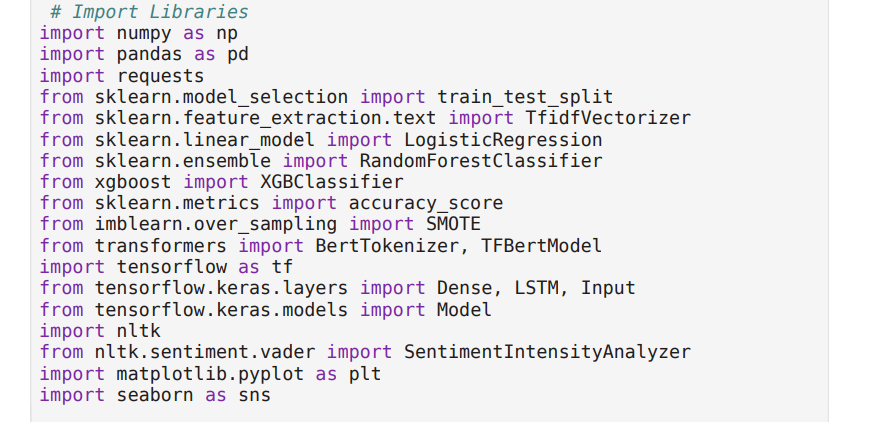 # Import Libraries
import numpy as np
import pandas as pd
import requests
from sklearn.model_selection import train_test_split
from sklearn.feature_extraction.text import TfidfVectorizer
from sklearn.linear_model import LogisticRegression
from sklearn.ensemble import RandomForestClassifier
from xgboost import XGBClassifier
from sklearn.metrics import accuracy_score
from imblearn.over_sampling import SMOTE
from transformers import BertTokenizer, TFBertModel
import tensorflow as tf
from tensorflow.keras.layers import Dense, LSTM, Input
from tensorflow.keras.models import Model
import nltk
from nltk.sentiment.vader import SentimentIntensityAnalyzer
import matplotlib.pyplot as plt
import seaborn as sns